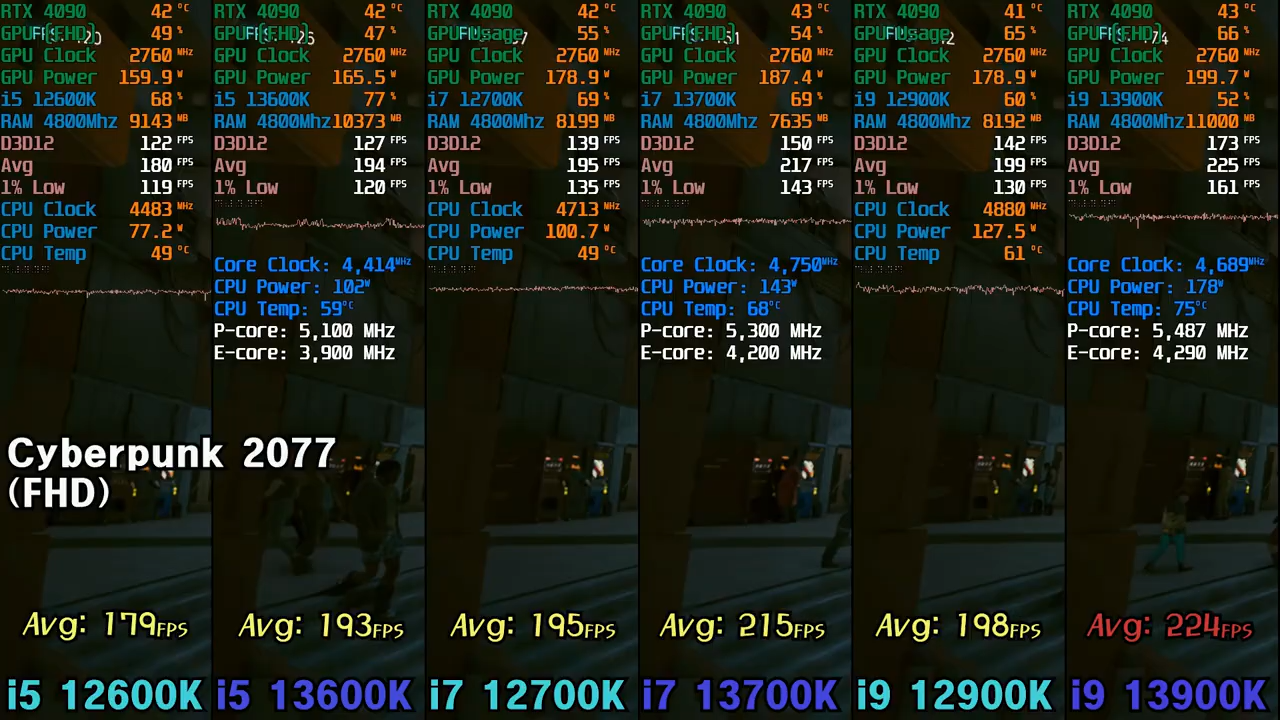 RTX 4090 42 °C
GPU (FHD) 49 %
GPU Clock 2760 MHz
GPU Power 159.9 W
i5 12600K 68 %
RAM 4800Mhz 9143 MB
D3D12 122 FPS
Avg 180 FPS
1% Low 119 FPS
CPU Clock 4483 MHz
CPU Power 77.2 W
CPU Temp 49 °C
RTX 4090 42 °C
GPU (FHD) 47 %
GPU Clock 2760 MHz
GPU Power 165.5 W
i5 13600K 77 %
RAM 4800Mhz 10373 MB
D3D12 127 FPS
Avg 194 FPS
1% Low 120 FPS
Core Clock: 4,414 MHz
CPU Power: 102 W
CPU Temp: 59 °C
P-core: 5,100 MHz
E-core: 3,900 MHz
RTX 4090 42 °C
GPU Usage 55 %
GPU Clock 2760 MHz
GPU Power 178.9 W
i7 12700K 69 %
RAM 4800Mhz 8199 MB
D3D12 139 FPS
Avg 195 FPS
1% Low 135 FPS
CPU Clock 4713 MHz
CPU Power 100.7 W
CPU Temp 49 °C
RTX 4090 43 °C
GPU (FHD) 54 %
GPU Clock 2760 MHz
GPU Power 187.4 W
i7 13700K 69 %
RAM 4800Mhz 7635 MB
D3D12 150 FPS
Avg 217 FPS
1% Low 143 FPS
Core Clock: 4,750 MHz
CPU Power: 143 W
CPU Temp: 68 °C
P-core: 5,300 MHz
E-core: 4,200 MHz
RTX 4090 41 °C
GPU Usage 65 %
GPU Clock 2760 MHz
GPU Power 178.9 W
i9 12900K 60 %
RAM 4800Mhz 8192 MB
D3D12 142 FPS
Avg 199 FPS
1% Low 130 FPS
CPU Clock 4880 MHz
CPU Power 127.5 W
CPU Temp 61 °C
RTX 4090 43 °C
GPU (FHD) 66 %
GPU Clock 2760 MHz
GPU Power 199.7 W
i9 13900K 52 %
RAM 4800Mhz 11000 MB
D3D12 173 FPS
Avg 225 FPS
1% Low 161 FPS
Core Clock: 4,689 MHz
CPU Power: 178 W
CPU Temp: 75 °C
P-core: 5,487 MHz
E-core: 4,290 MHz
Cyberpunk 2077
(FHD)
Avg: 179FPS
Avg: 193FPS
Avg: 195FPS
Avg: 215FPS
Avg: 198FPS
Avg: 224FPS
i5 12600K
i5 13600K
i7 12700K
i7 13700K
i9 12900K
i9 13900K